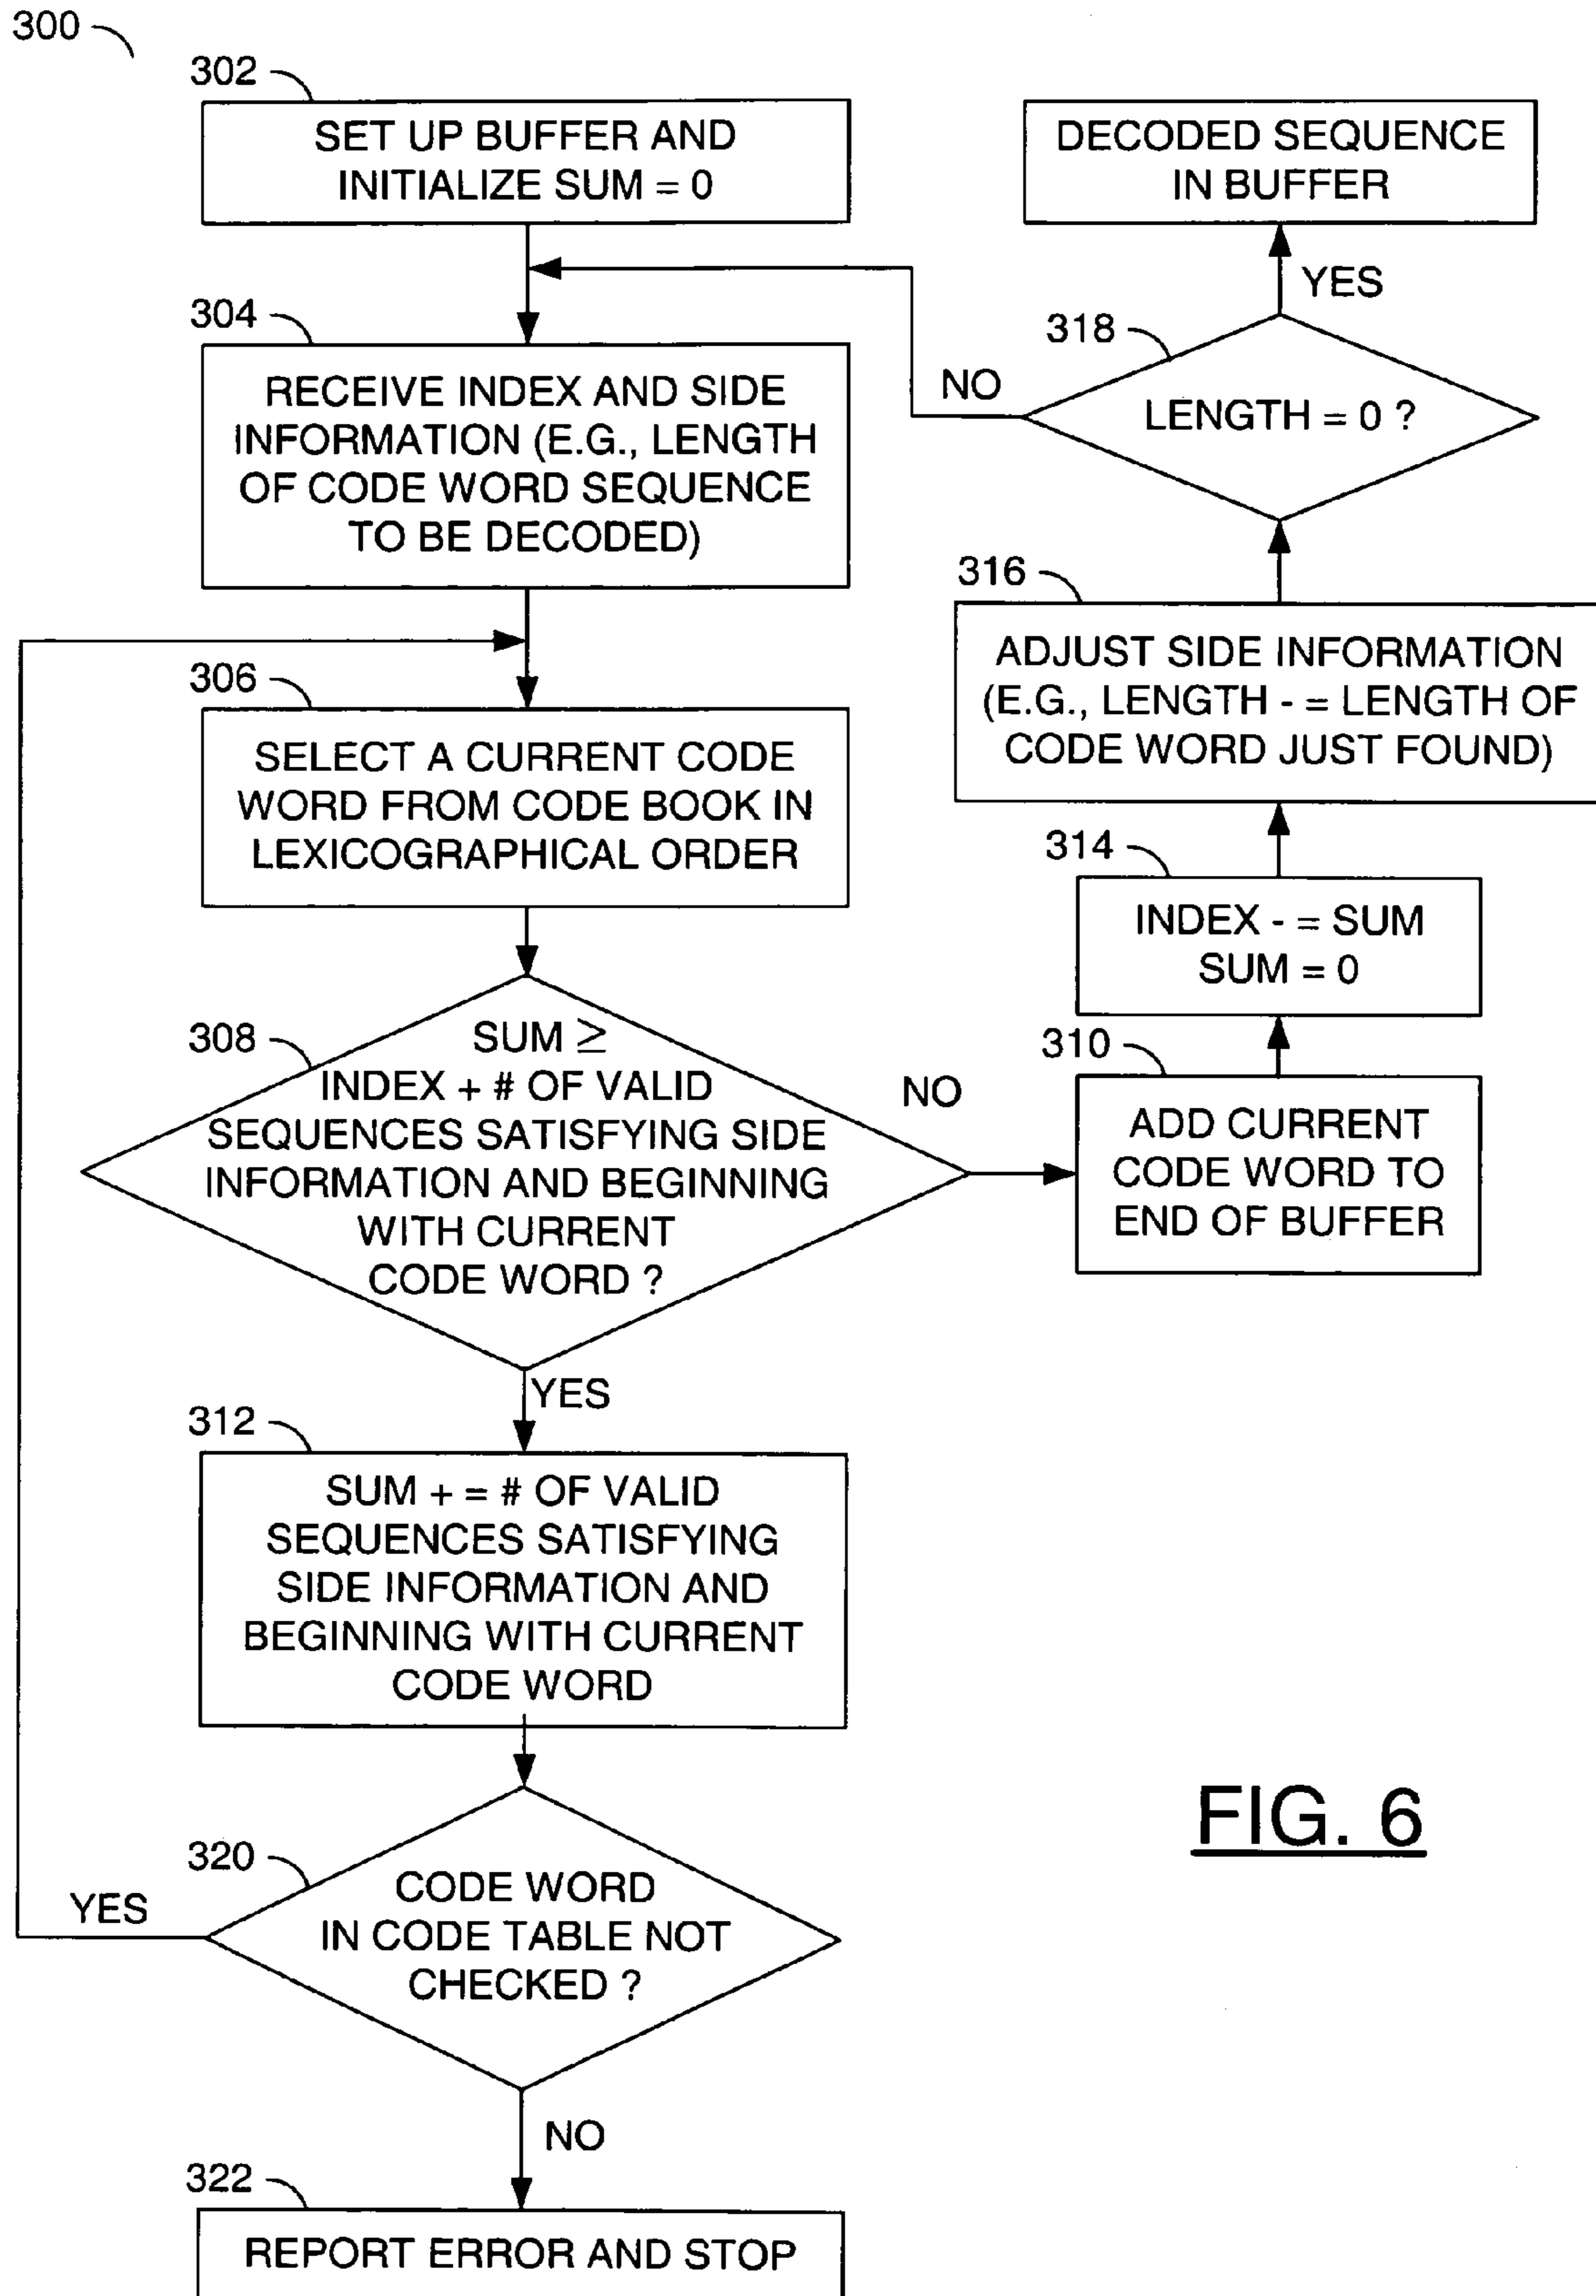 300
302
SET UP BUFFER AND
INITIALIZE SUM = 0
304
RECEIVE INDEX AND SIDE
INFORMATION (E.G., LENGTH
OF CODE WORD SEQUENCE
TO BE DECODED)
306
SELECT A CURRENT CODE
WORD FROM CODE BOOK IN
LEXICOGRAPHICAL ORDER
308
SUM ≥
INDEX + # OF VALID
SEQUENCES SATISFYING SIDE
INFORMATION AND BEGINNING
WITH CURRENT
CODE WORD ?
NO
YES
312
SUM + = # OF VALID
SEQUENCES SATISFYING
SIDE INFORMATION AND
BEGINNING WITH CURRENT
CODE WORD
320
CODE WORD
IN CODE TABLE NOT
CHECKED ?
YES
NO
322
REPORT ERROR AND STOP
310
ADD CURRENT
CODE WORD TO
END OF BUFFER
314
INDEX - = SUM
SUM = 0
316
ADJUST SIDE INFORMATION
(E.G., LENGTH - = LENGTH OF
CODE WORD JUST FOUND)
318
LENGTH = 0 ?
NO
YES
DECODED SEQUENCE
IN BUFFER
FIG. 6